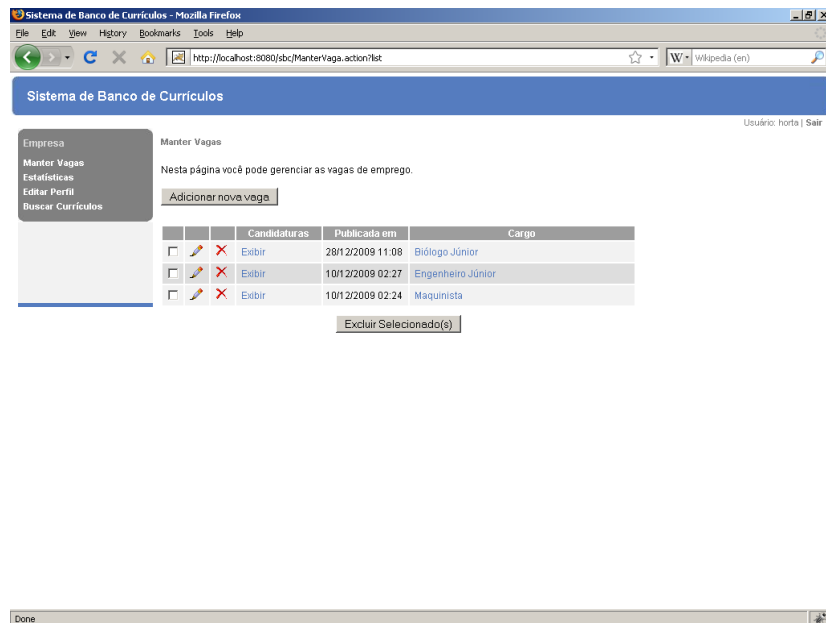 Sistema de Banco de Currículos - Mozilla Firefox
File Edit View History Bookmarks Tools Help
http://localhost:8080/sbc/ManterVaga.action?list
W Wikipedia (en)
Sistema de Banco de Currículos
Usuário: horta | Sair
Empresa
Manter Vagas
Estatísticas
Editar Perfil
Buscar Currículos
Manter Vagas
Nesta página você pode gerenciar as vagas de emprego.
Adicionar nova vaga
Candidaturas Publicada em Cargo
Exibir 28/12/2009 11:08 Biólogo Júnior
Exibir 10/12/2009 02:27 Engenheiro Júnior
Exibir 10/12/2009 02:24 Maquinista
Excluir Selecionado(s)
Done